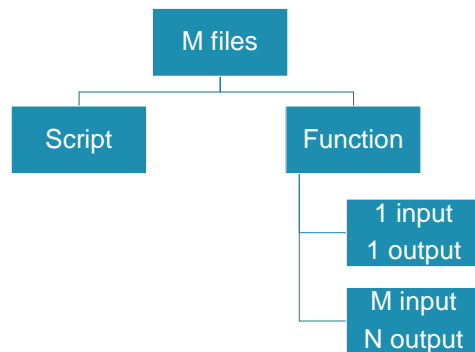 M files
Script
Function
1 input
1 output
M input
N output